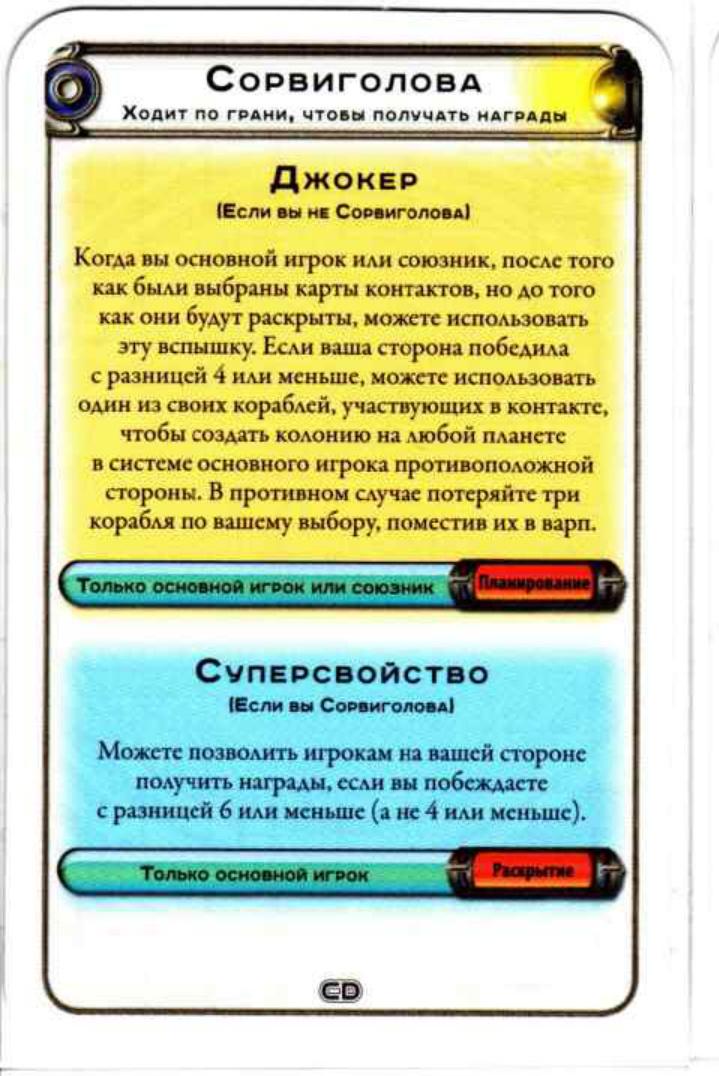 Сорвиголова
Ходит по грани, чтобы получать награды
Джокер
(Если вы не Сорвиголова)
Когда вы основной игрок или союзник, после того
как были выбраны карты контактов, но до того
как они будут раскрыты, можете использовать
эту вспышку. Если ваша сторона победила
с разницей 4 или меньше, можете использовать
один из своих кораблей, участвующих в контакте,
чтобы создать колонию на любой планете
в системе основного игрока противоположной
стороны. В противном случае потеряйте три
корабля по вашему выбору, поместив их в варп.
Только основной игрок или союзник Планирование
Суперсвойство
(Если вы Сорвиголова)
Можете позволить игрокам на вашей стороне
получить награды, если вы побеждаете
с разницей 6 или меньше (а не 4 или меньше).
Только основной игрок Раскрытие
CD